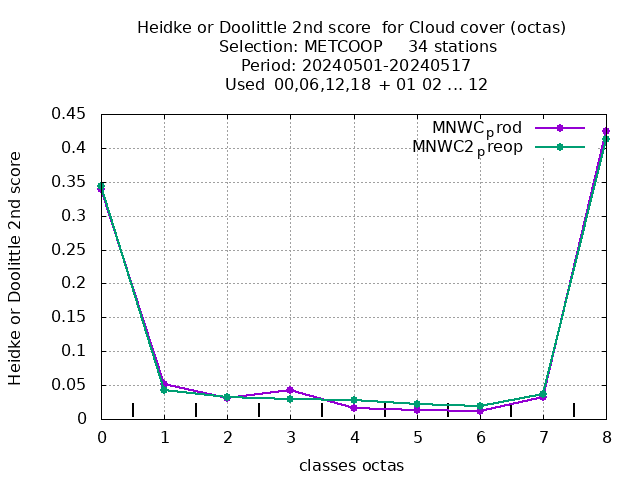 Heidke or Doolittle 2nd score  for Cloud cover (octas)
Selection: METCOOP     34 stations
Period: 20240501-20240517
Used  00,06,12,18 + 01 02 ... 12
MNWC_prod
MNWC2_preop
Heidke or Doolittle 2nd score
0.45
0.4
0.35
0.3
0.25
0.2
0.15
0.1
0.05
0
0 1 2 3 4 5 6 7 8
classes octas